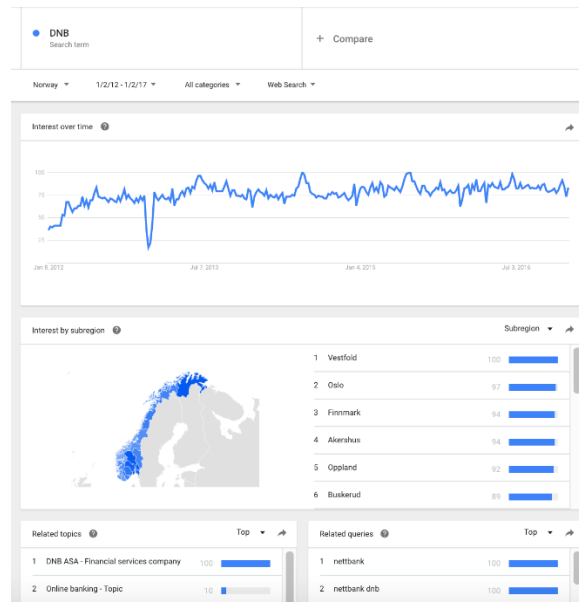 DNB
Search term
+ Compare
Norway 1/2/12 - 1/2/17 All categories Web Search
Interest over time
100
75
50
25
Jan 8, 2012 Jul 7, 2013 Jan 4, 2015 Jul 3, 2016
Interest by subregion Subregion
1 Vestfold 100
2 Oslo 97
3 Finnmark 94
4 Akershus 94
5 Oppland 92
6 Buskerud 89
Related topics Top
1 DNB ASA - Financial services company 100
2 Online banking - Topic 10
Related queries Top
1 nettbank 100
2 nettbank dnb 100